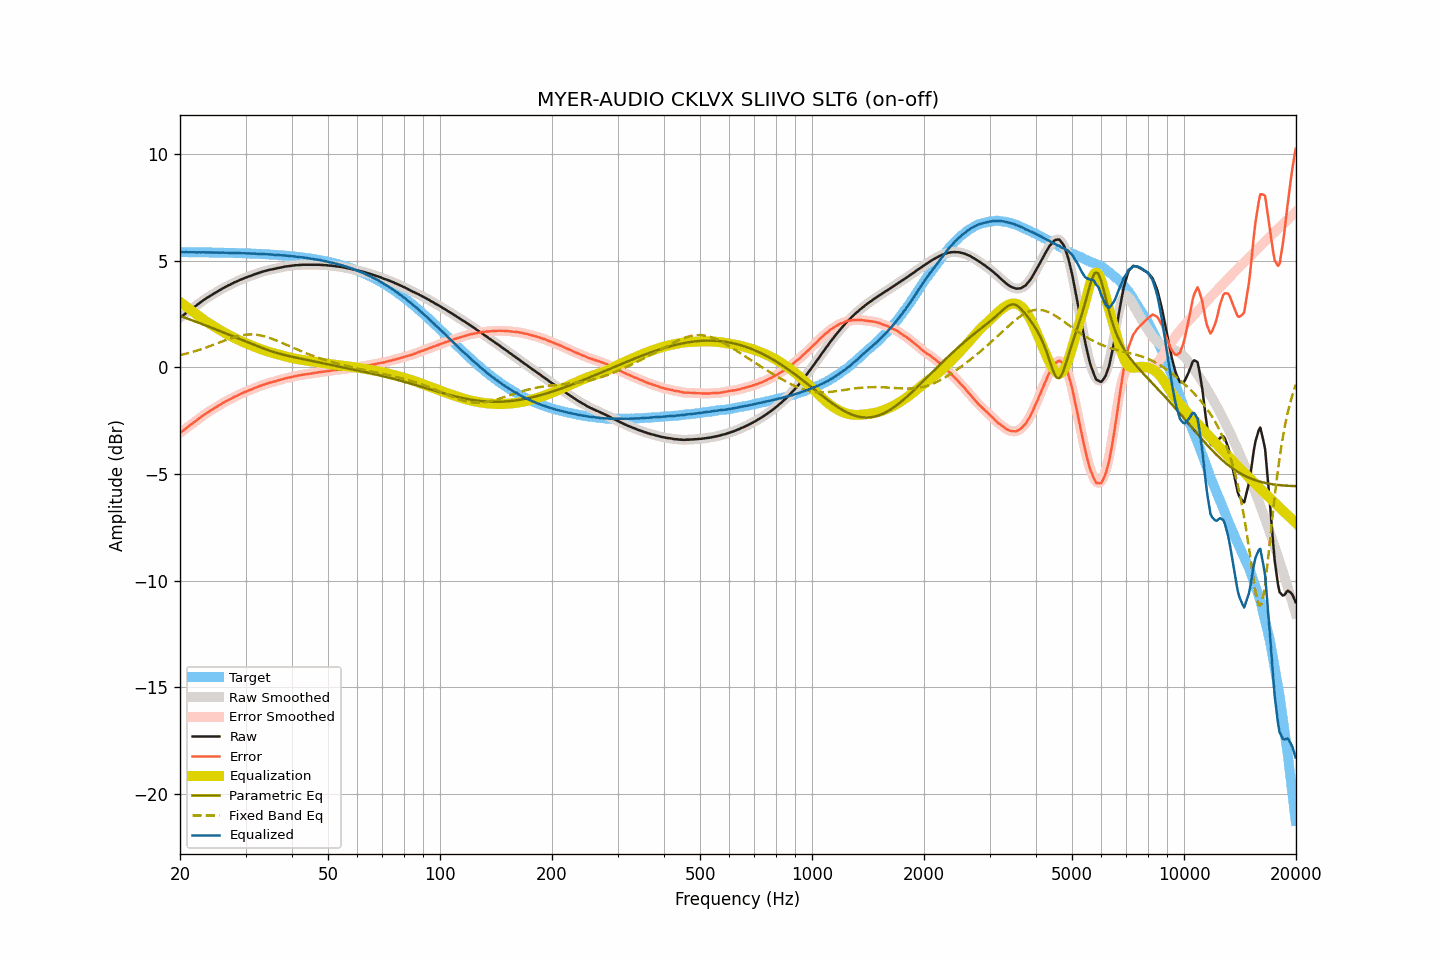 MYER-AUDIO CKLVX SLIIVO SLT6 (on-off)
10
5
0
−5
−10
−15
−20
Amplitude (dBr)
Target
Raw Smoothed
Error Smoothed
Raw
Error
Equalization
Parametric Eq
Fixed Band Eq
Equalized
20 50 100 200 500 1000 2000 5000 10000 20000
Frequency (Hz)